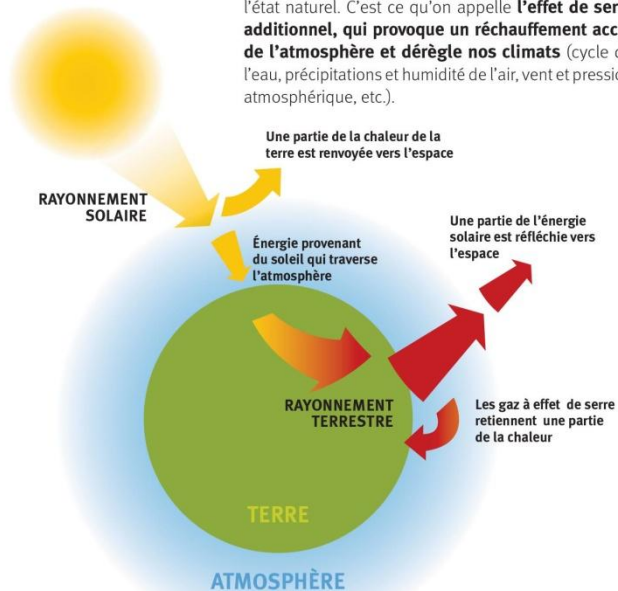 l'état naturel. C'est ce qu'on appelle l'effet de
additionnel, qui provoque un réchauffement
de l'atmosphère et dérègle nos climats (cycle
l'eau, précipitations et humidité de l'air, vent et
atmosphérique, etc.).
Une partie de la chaleur de la
terre est renvoyée vers l'espace
RAYONNEMENT
SOLAIRE
Une partie de l'énergie
solaire est réfléchie vers
l'espace
Énergie provenant
du soleil qui traverse
l'atmosphère
RAYONNEMENT
TERRESTRE
Les gaz à effet de serre
retiennent une partie
de la chaleur
TERRE
ATMOSPHÈRE